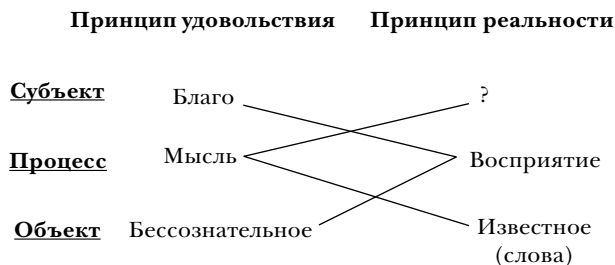 Принцип удовольствия Принцип реальности
Субъект Благо ?
Процесс Мысль Восприятие
Объект Бессознательное Известное
(слова)